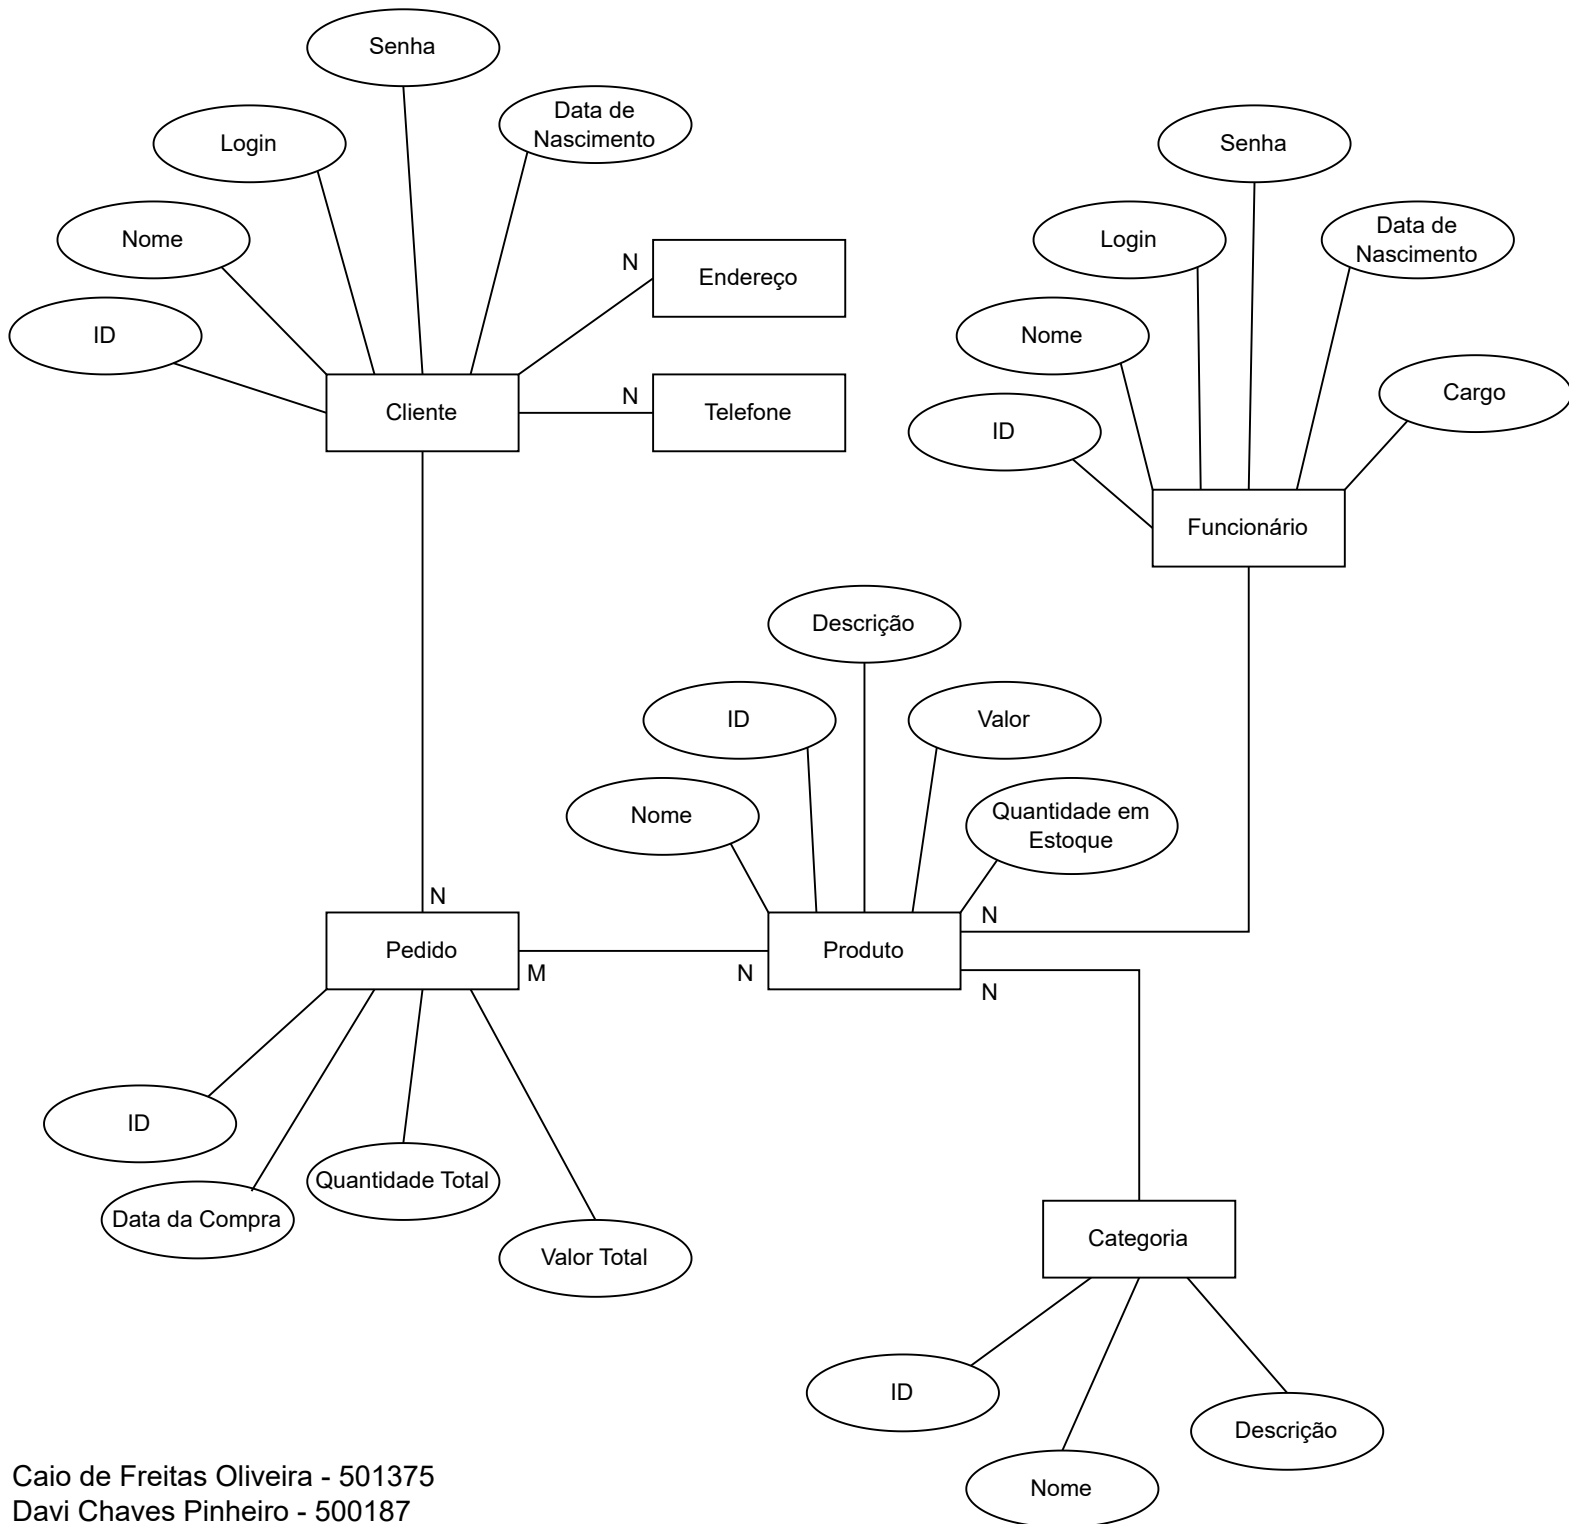 Senha
Data de
Nascimento
Login
Senha
Nome
Login
Data de
Nascimento
N
Endereço
ID
Nome
N
Cliente
Telefone
Cargo
ID
Funcionário
Descrição
ID
Valor
Nome
Quantidade em
Estoque
N
N
Pedido
M
N
Produto
N
ID
Quantidade Total
Data da Compra
Valor Total
Categoria
ID
Descrição
Nome
Caio de Freitas Oliveira - 501375
Davi Chaves Pinheiro - 500187